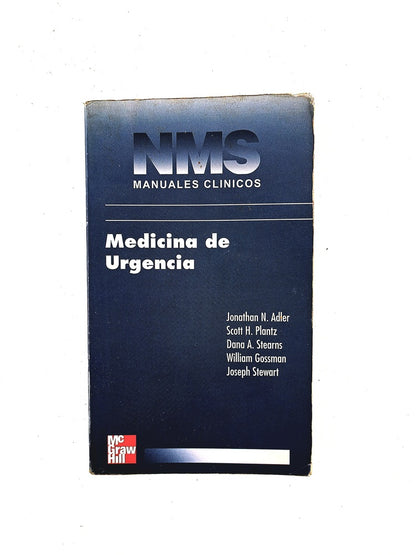 NMS
MANUALES CLINICOS
Medicina de
Urgencia
Jonathan N. Adler
Scott H. Plantz
Dana A. Stearns
William Gossman
Joseph Stewart
Mc
Graw
Hill